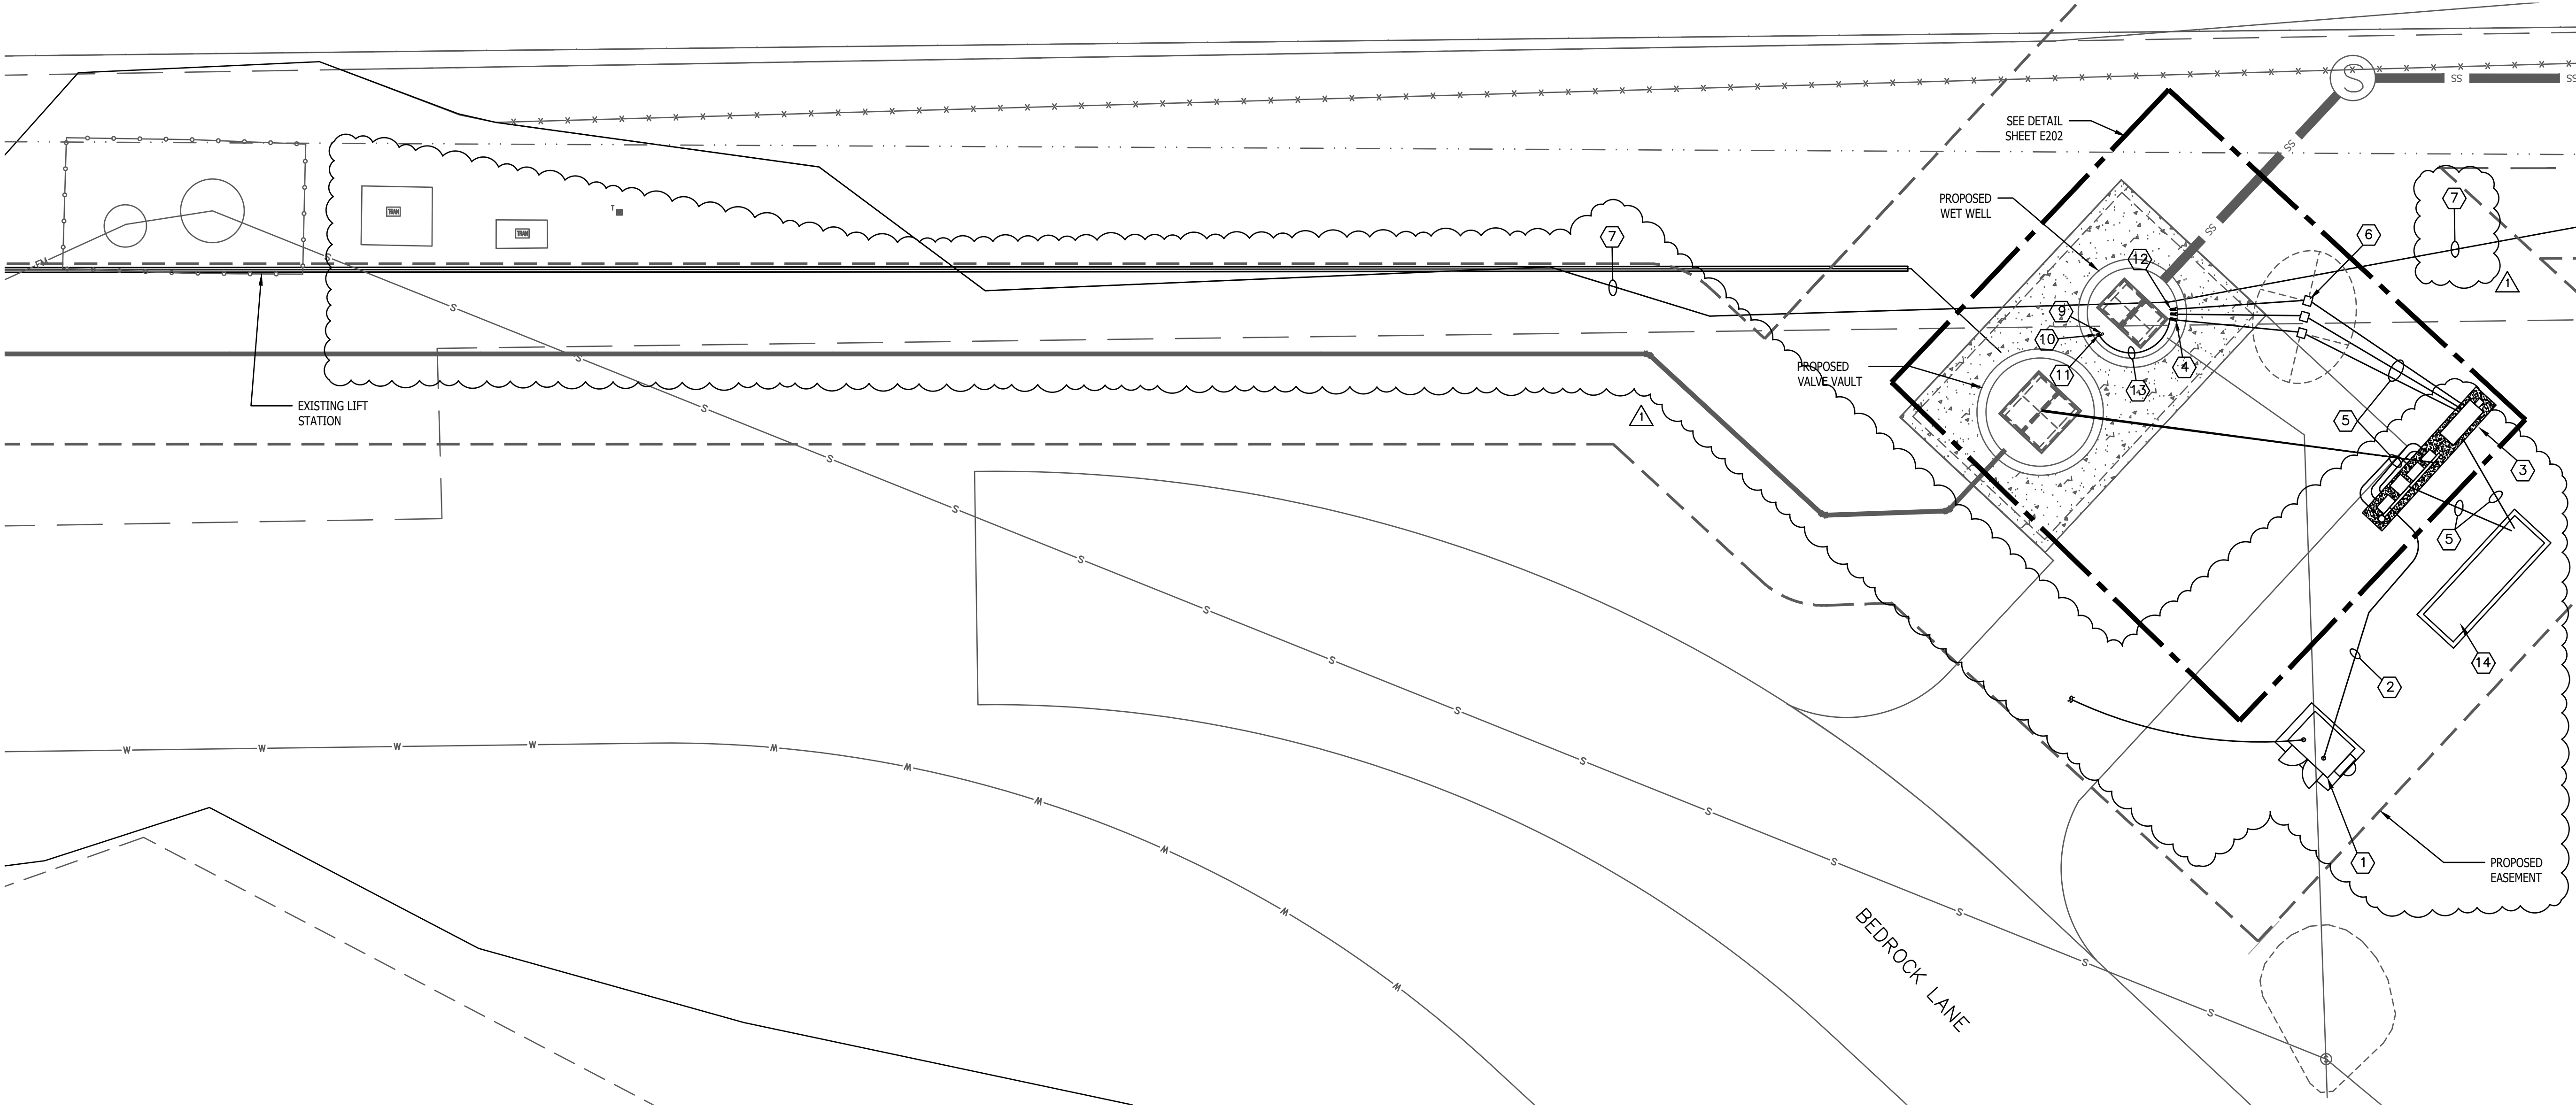 SS
SS
S
SEE DETAIL
SHEET E202
SS
TRAN
TRAN
T
PROPOSED
WET WELL
SS
7
7
6
12
FM
S
1
9
10
11
13
4
S
S
PROPOSED
VALVE VAULT
EXISTING LIFT
STATION
S
1
5
3
S
S
5
S
S
S
14
2
S
W
W
W
W
W
W
S
W
S
W
S
1
PROPOSED
EASEMENT
W
S
BEDROCK LANE
S
W
S
S